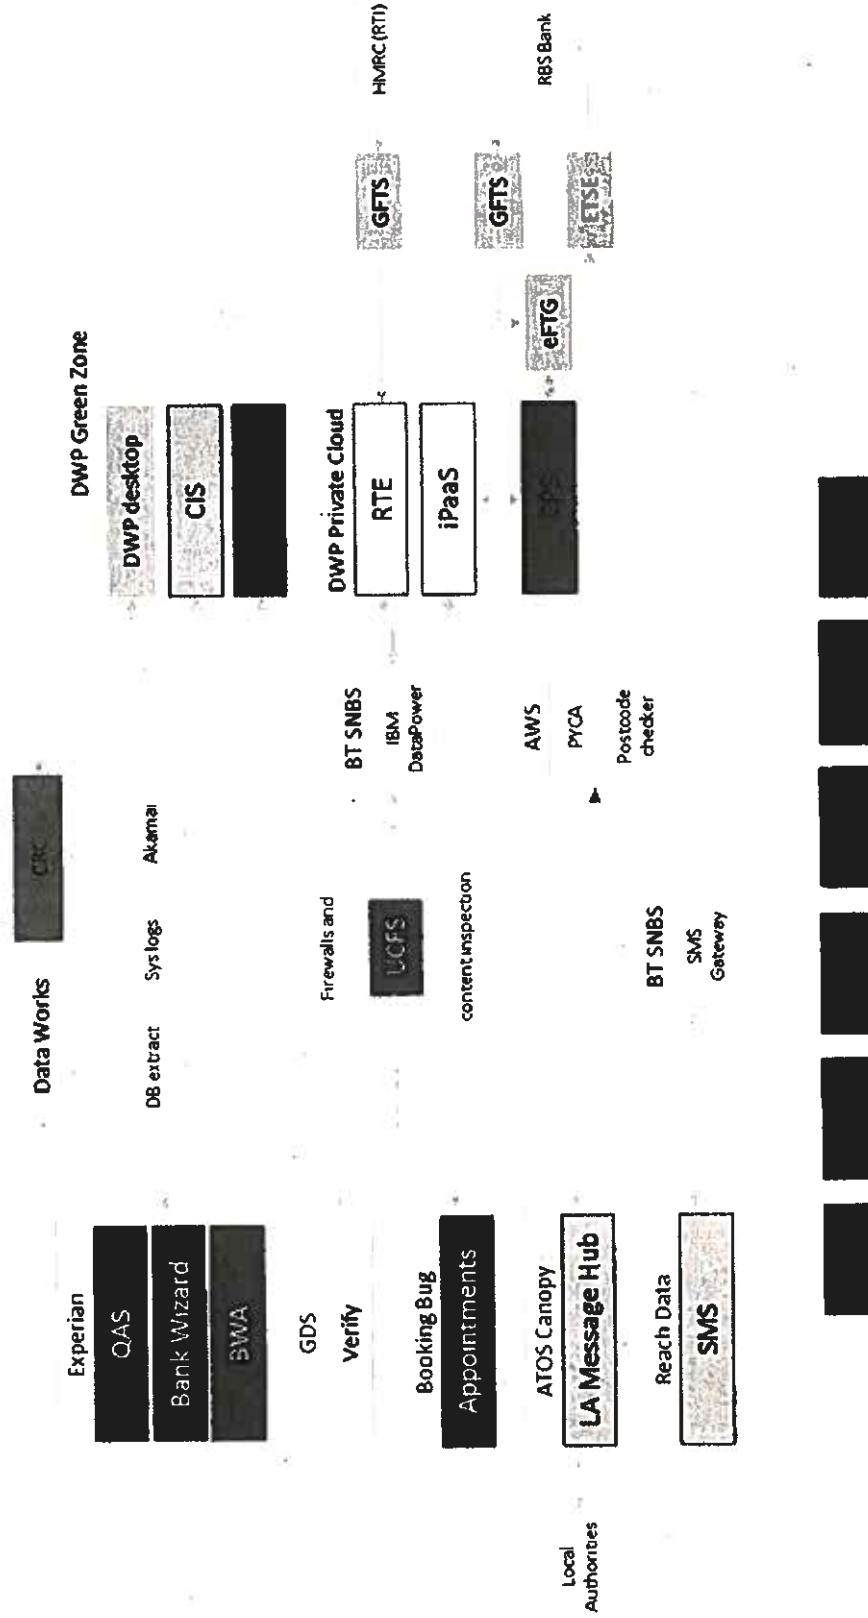 Experian
QAS
Bank Wizard
BWA
GDS
Verify
Booking Bug
Appointments
ATOS Canopy
LA Message Hub
Local
Authorities
Reach Data
SMS
Data Works
DB extract
Sys logs
Akamai
Firewalls and
UCFS
content inspection
BT SNBS
SMS
Gateway
BT SNBS
IBM
DataPower
AWS
PYCA
Postcode
checker
DWP Green Zone
DWP desktop
CIS
DWP Private Cloud
RTE
iPaaS
eFTG
GFTS
GFTS
ETSE
HMRC (RTI)
RBS Bank